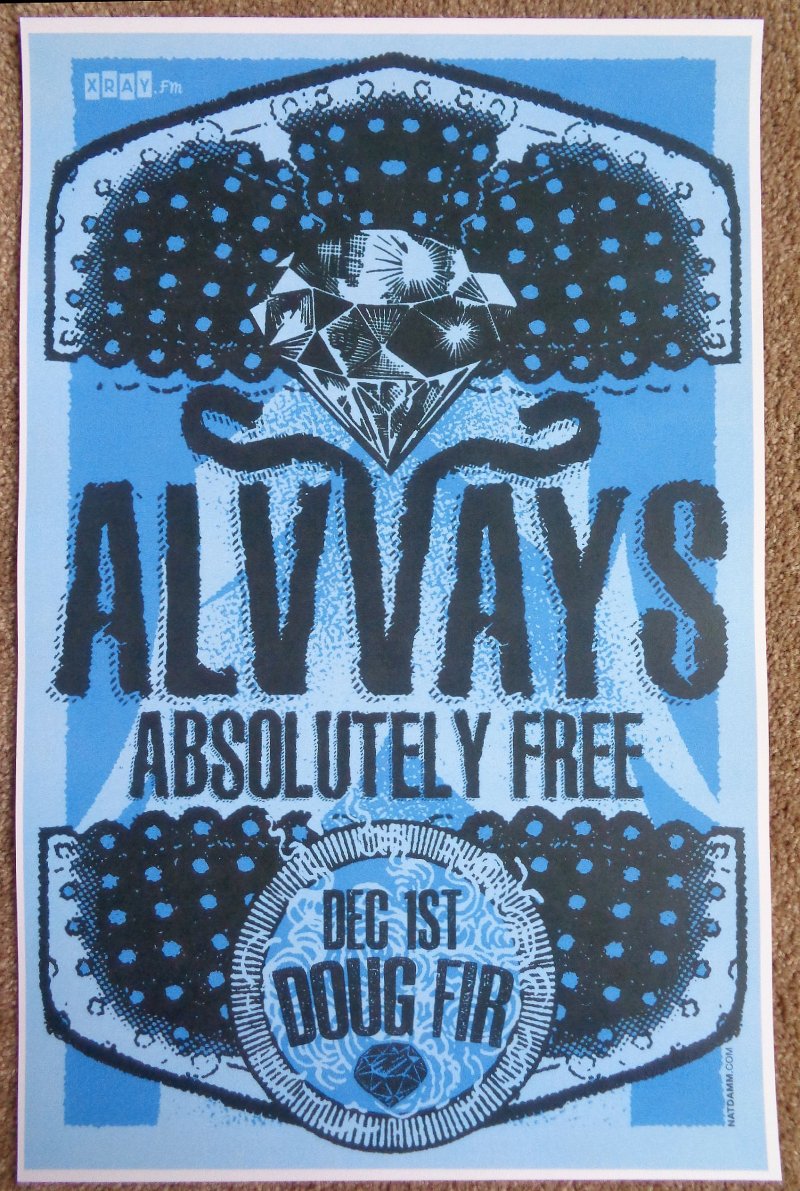 XRAY.fm
ALVVAYS
ABSOLUTELY FREE
DEC 1ST
DOUG FIR
NATDAMM.COM